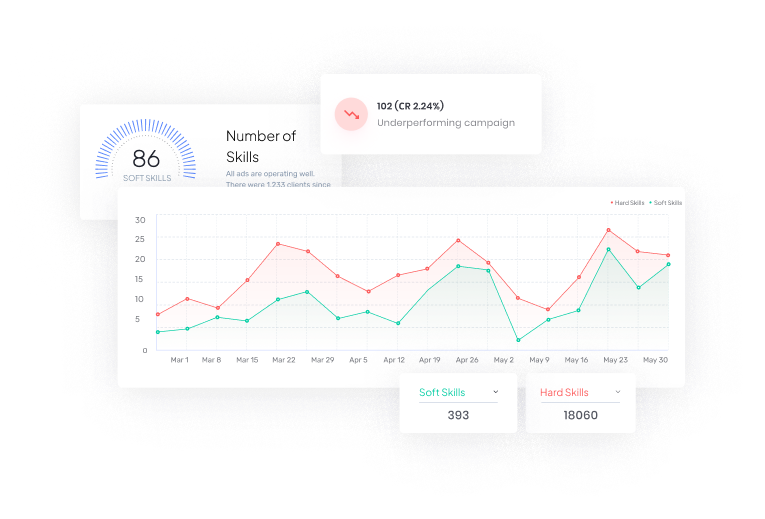 102 (CR 2.24%)
Underperforming campaign
86
SOFT SKILLS
Number of
Skills
All ads are operating well.
There were 1,233 clients since
Hard Skills Soft Skills
30
25
20
15
10
5
0
Mar 1 Mar 8 Mar 15 Mar 22 Mar 29 Apr 5 Apr 12 Apr 19 Apr 26 May 2 May 9 May 16 May 23 May 30
Soft Skills
393
Hard Skills
18060